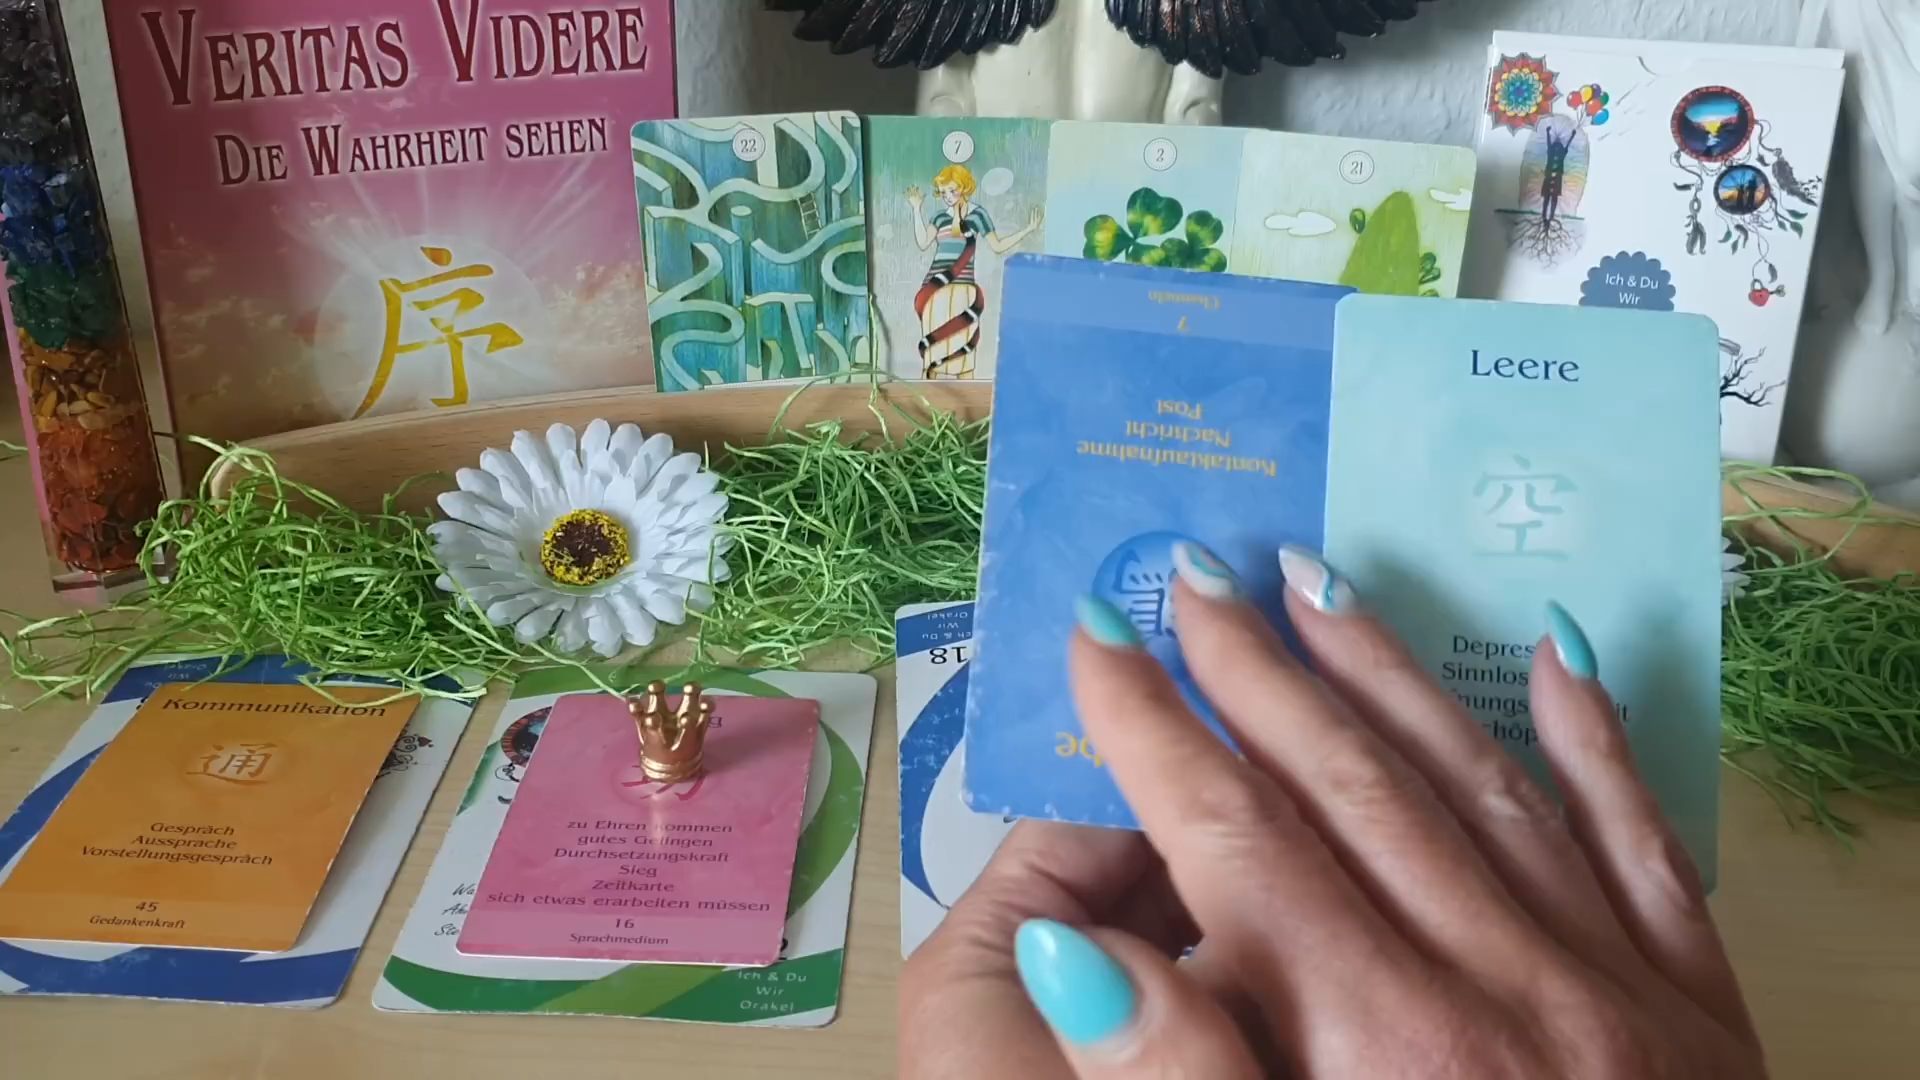 VERITAS VIDERE
DIE WAHRHEIT SEHEN
序
22
7
2
21
Ich & Du
Wir
7
Kontaktaufnahme
Nachricht
Post
Leere
空
18
Kommunikation
通
Gespräch
Aussprache
Vorstellungsgespräch
45
Gedankenkraft
zu Ehren kommen
gutes Gelingen
Durchsetzungskraft
Sieg
Zeitkarte
sich etwas erarbeiten müssen
16
Sprachmedium
Ich & Du
Wir
Orakel